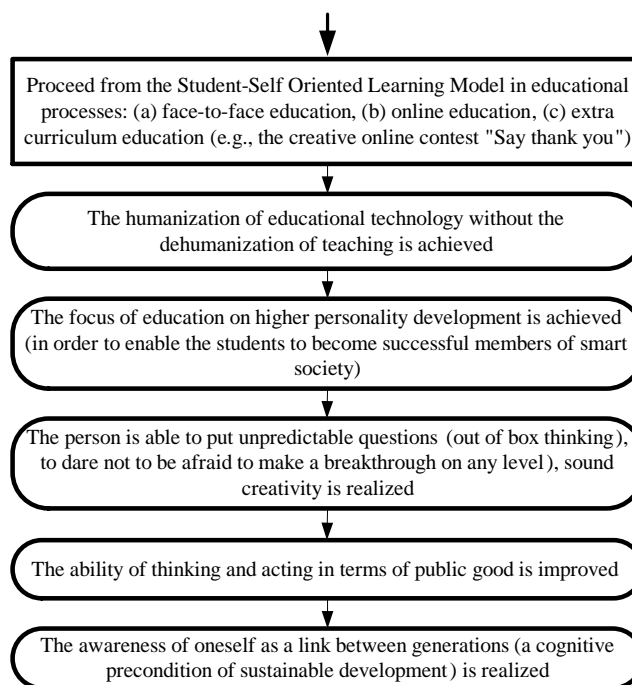 Proceed from the Student-Self Oriented Learning Model in educational
processes: (a) face-to-face education, (b) online education, (c) extra
curriculum education (e.g., the creative online contest "Say thank you")
The humanization of educational technology without the
dehumanization of teaching is achieved
The focus of education on higher personality development is achieved
(in order to enable the students to become successful members of smart
society)
The person is able to put unpredictable questions (out of box thinking),
to dare not to be afraid to make a breakthrough on any level), sound
creativity is realized
The ability of thinking and acting in terms of public good is improved
The awareness of oneself as a link between generations (a cognitive
precondition of sustainable development) is realized